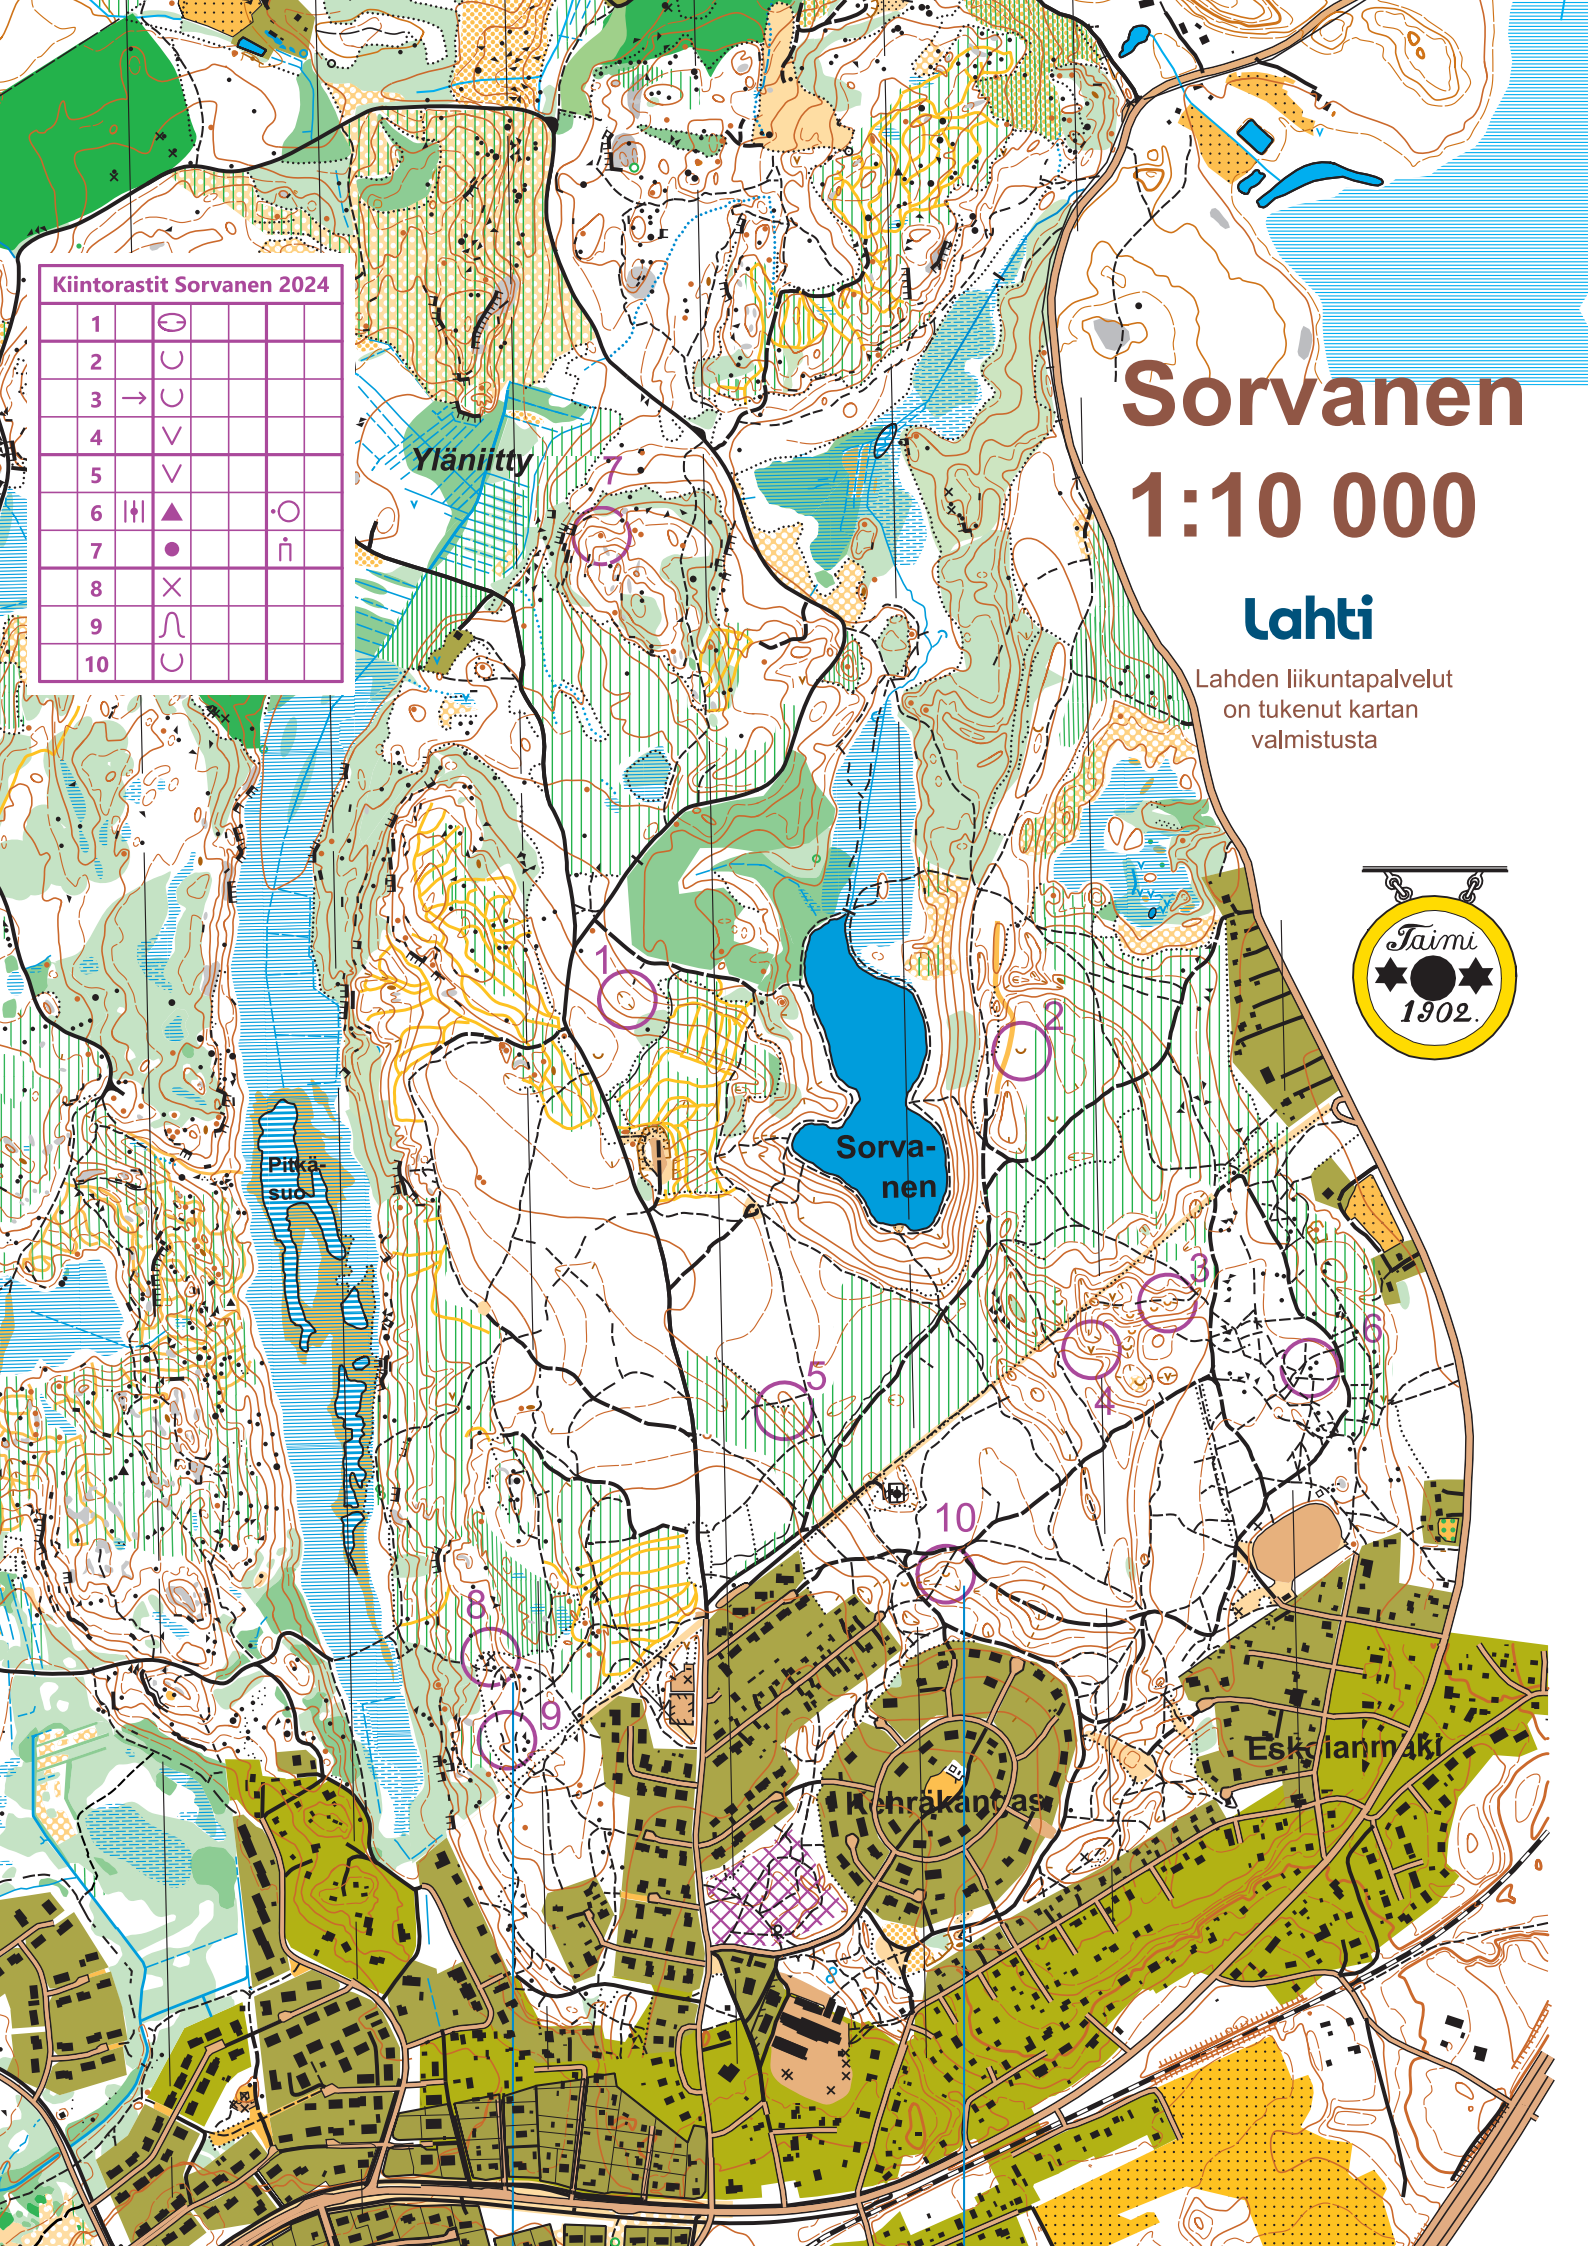 Kiintorastit Sorvanen 2024
1
2
3
4
5
6
7
8
9
10
Sorvanen
1:10 000
Lahti
Lahden liikuntapalvelut
on tukenut kartan
valmistusta
Taimi
1902.
Yläniitty
7
1
2
Sorva-
nen
Pitkä-
suo
3
6
4
5
10
8
9
Kehräkangas